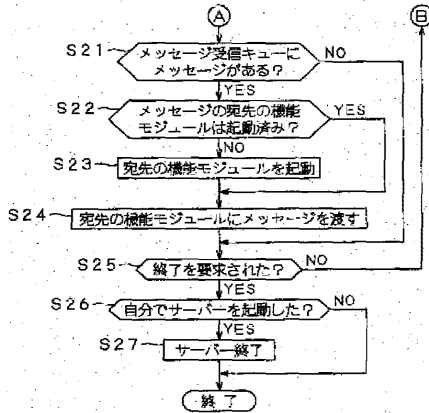 A
B
S21
メッセージ受信キューに
メッセージがある?
NO
YES
S22
メッセージの宛先の機能
モジュールは起動済み?
YES
NO
S23
宛先の機能モジュールを起動
S24
宛先の機能モジュールにメッセージを渡す
S25
終了を要求された?
NO
YES
S26
自分でサーバーを起動した?
NO
YES
S27
サーバー終了
終了